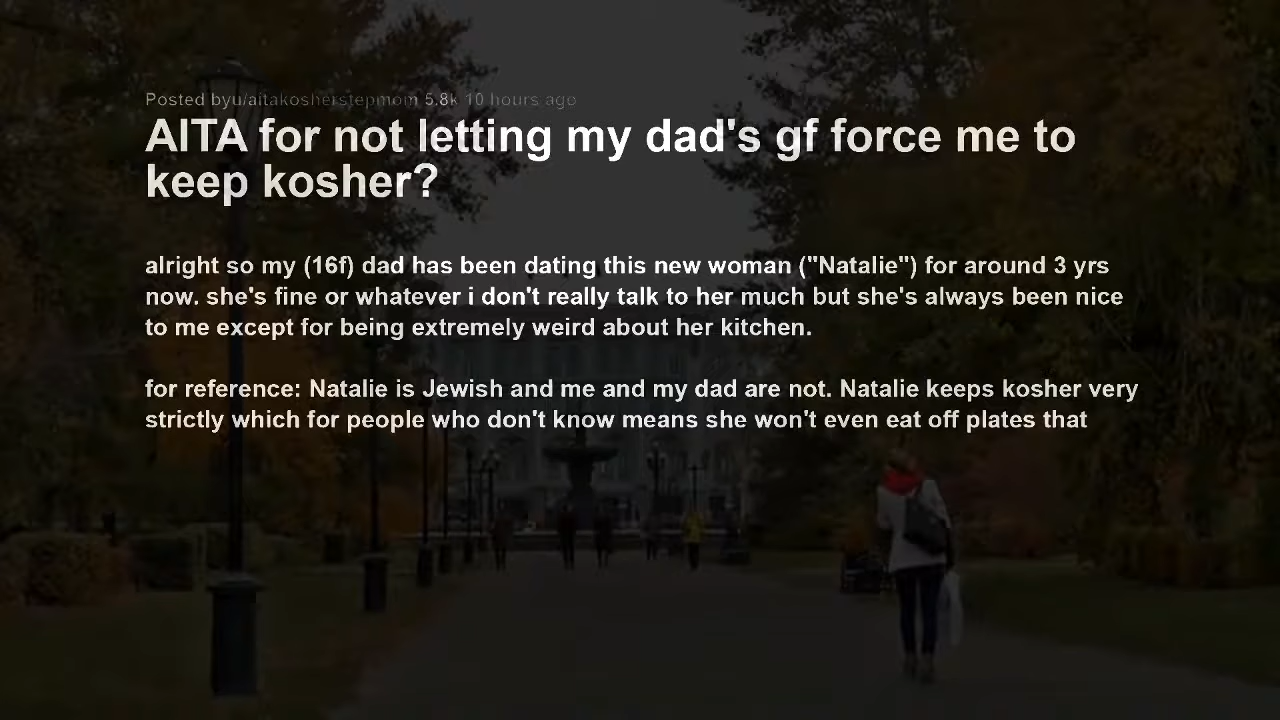 Posted byu/aitakosherstepmom 5.8k 10 hours ago
AITA for not letting my dad's gf force me to
keep kosher?
alright so my (16f) dad has been dating this new woman ("Natalie") for around 3 yrs
now. she's fine or whatever i don't really talk to her much but she's always been nice
to me except for being extremely weird about her kitchen.
for reference: Natalie is Jewish and me and my dad are not. Natalie keeps kosher very
strictly which for people who don't know means she won't even eat off plates that